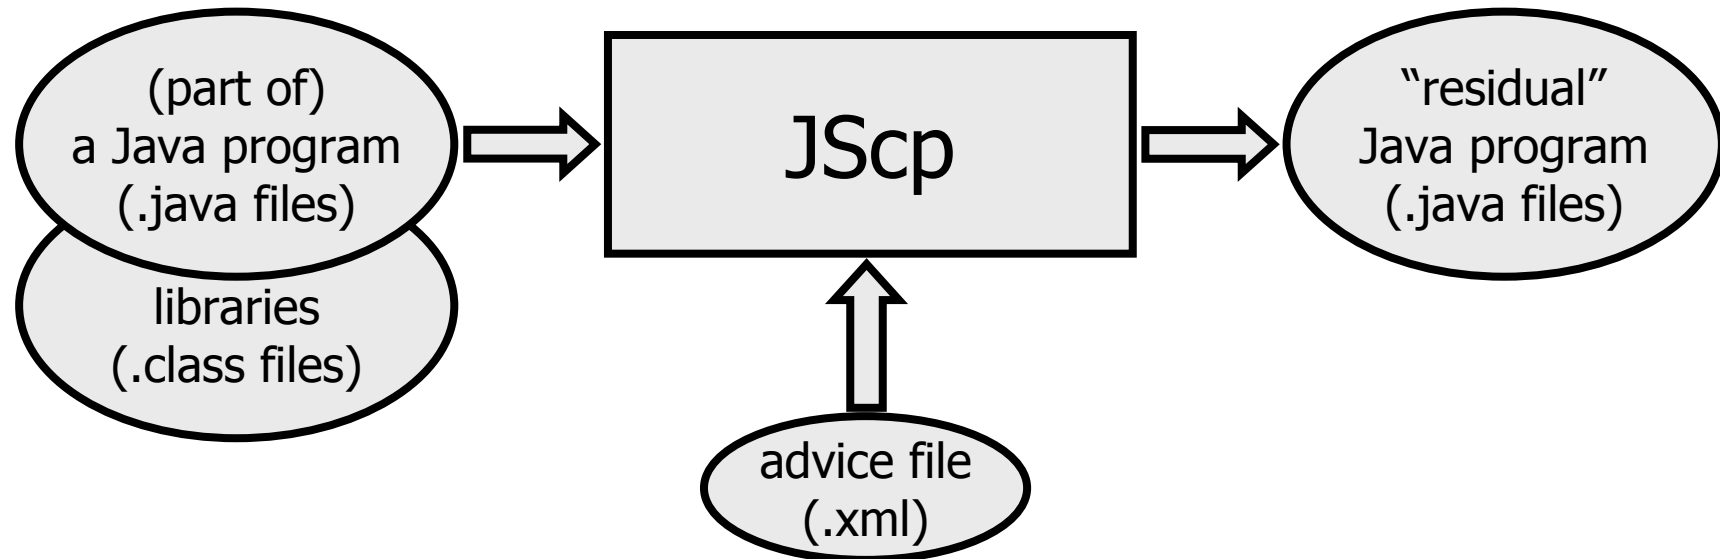 (part of)
a Java program
(.java files)
libraries
(.class files)
JScp
advice file
(.xml)
“residual”
Java program
(.java files)